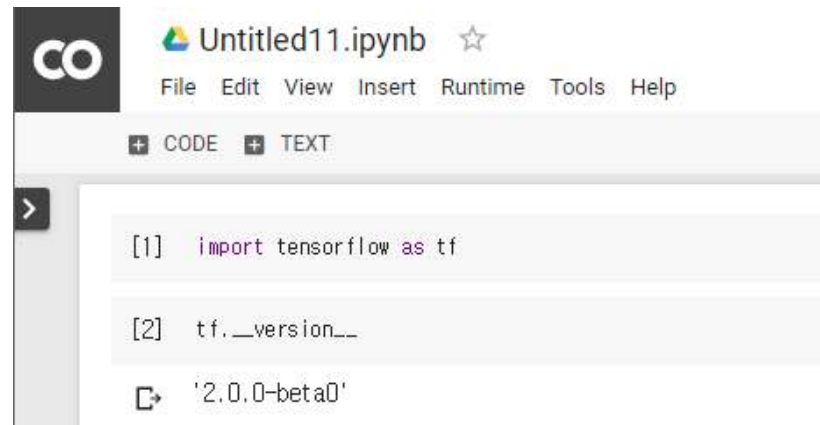 CO
Untitled11.ipynb
File Edit View Insert Runtime Tools Help
CODE TEXT
[1] import tensorflow as tf
[2] tf.__version__
'2.0.0-beta0'